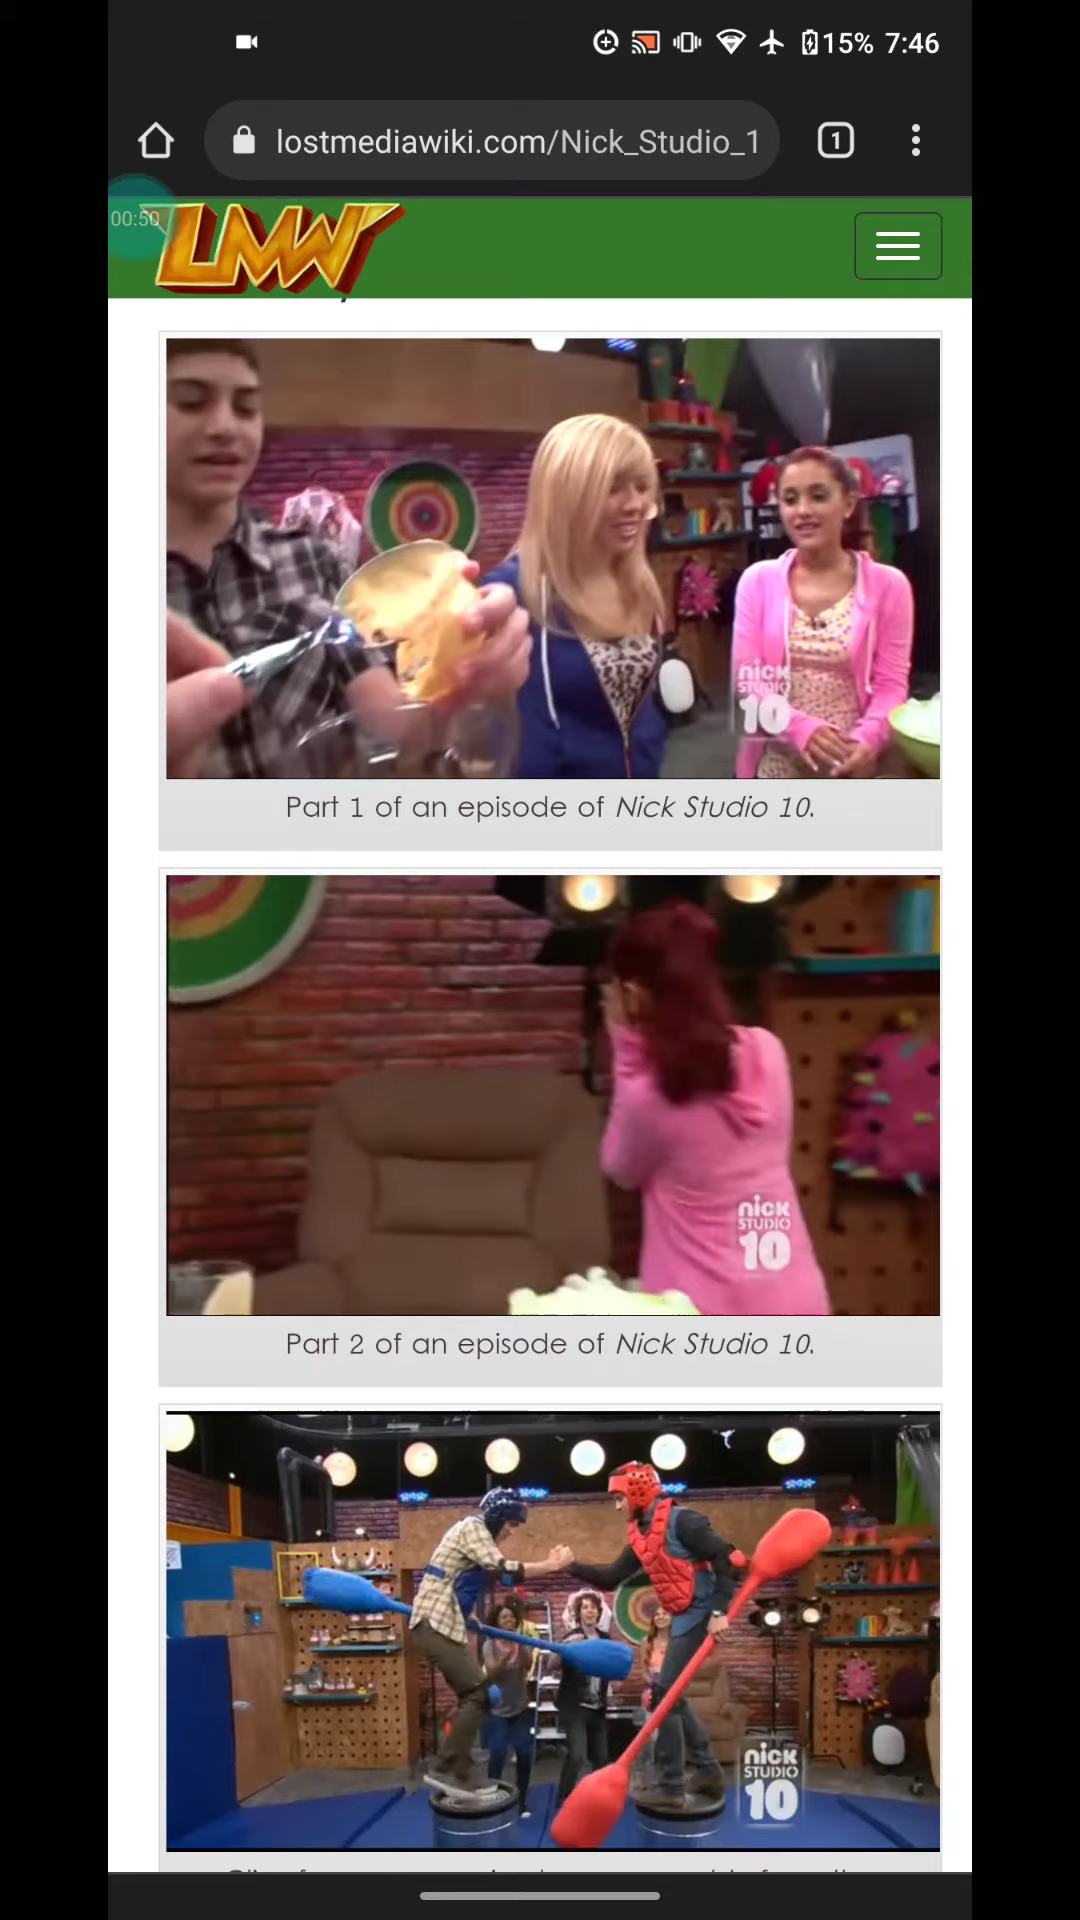 15% 7:46
lostmediawiki.com/Nick_Studio_1
1
00:50
LMW
nick
STUDIO
10
Part 1 of an episode of Nick Studio 10.
nick
STUDIO
10
Part 2 of an episode of Nick Studio 10.
nick
STUDIO
10